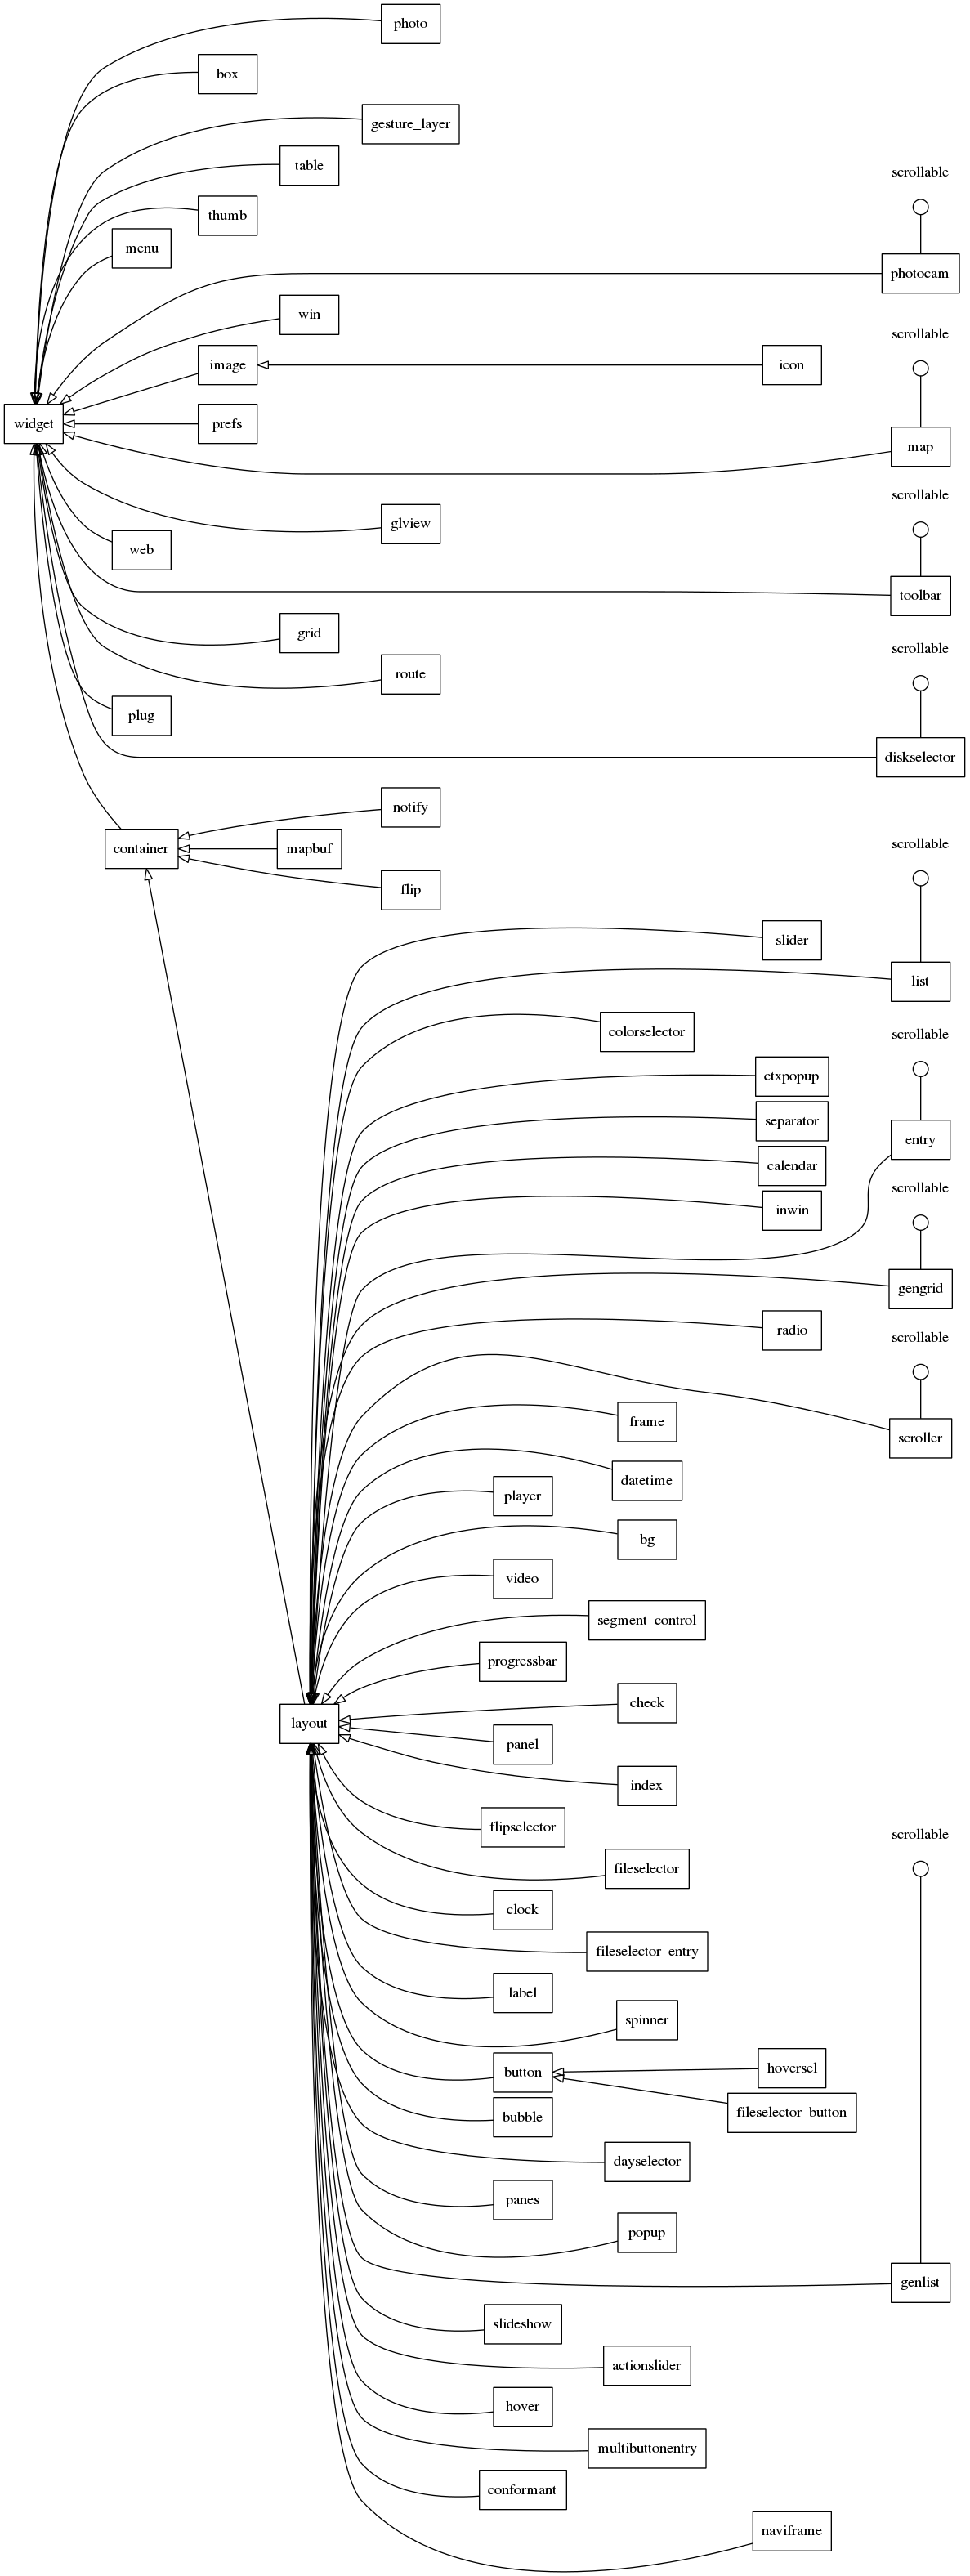 photo
box
gesture_layer
table
scrollable
thumb
menu
photocam
win
scrollable
image
icon
widget
prefs
map
scrollable
glview
web
toolbar
grid
scrollable
route
plug
diskselector
notify
scrollable
container
mapbuf
flip
slider
list
colorselector
scrollable
ctxpopup
separator
entry
calendar
scrollable
inwin
gengrid
radio
scrollable
frame
scroller
datetime
player
bg
video
segment_control
progressbar
check
layout
panel
index
flipselector
scrollable
fileselector
clock
fileselector_entry
label
spinner
hoversel
button
fileselector_button
bubble
dayselector
panes
popup
genlist
slideshow
actionslider
hover
multibuttonentry
conformant
naviframe